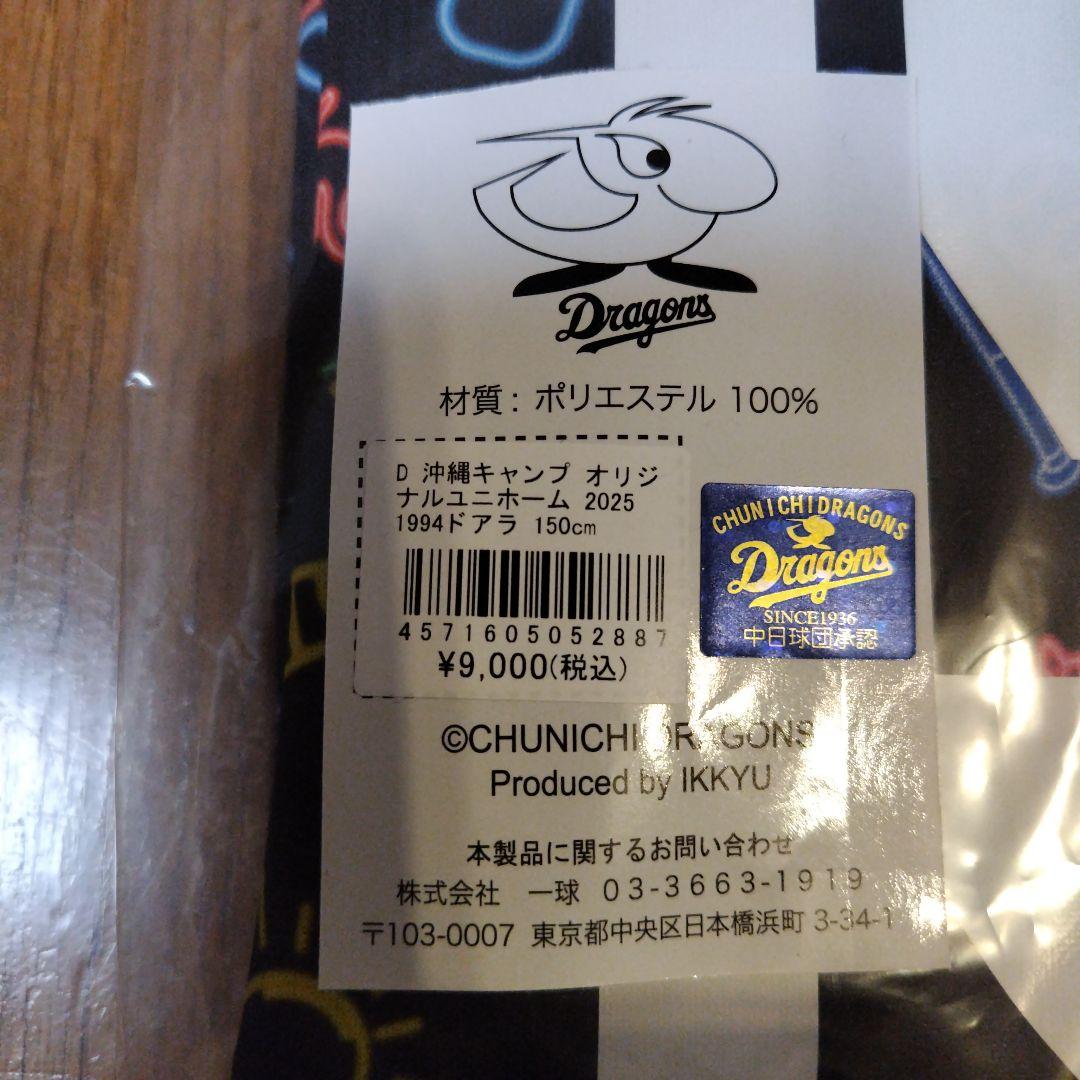 Dragons
材質: ポリエステル 100%
D 沖縄キャンプ オリジ
ナルユニホーム 2025
1994ドアラ 150cm
4571605052887
¥9,000(税込)
CHUNICHIDRAGONS
Dragons
SINCE1936
中日球団承認
©CHUNICHI DRAGONS
Produced by IKKYU
本製品に関するお問い合わせ
株式会社 一球 03-3663-1919
〒103-0007 東京都中央区日本橋浜町 3-34-1